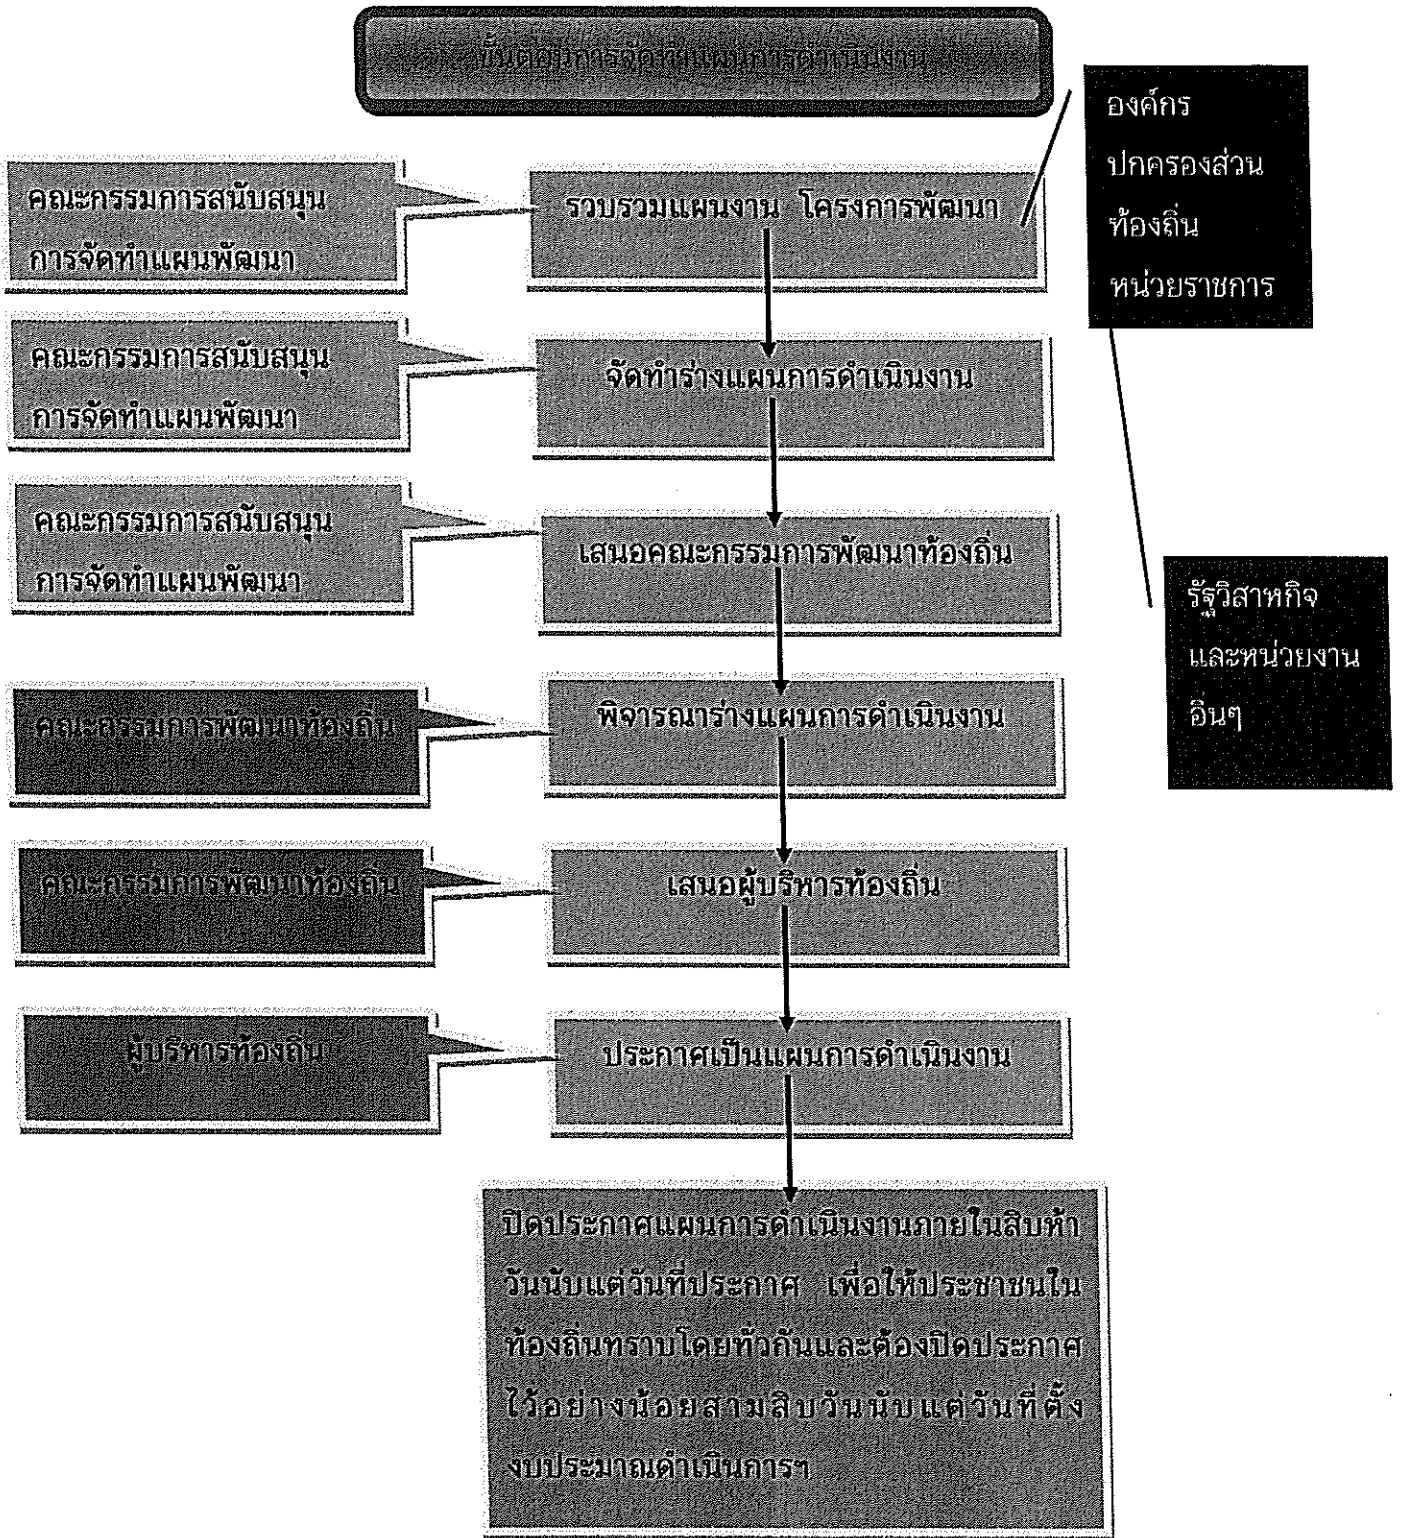 ขั้นตอนการจัดทำแผนการดำเนินงาน
องค์กร
ปกครองส่วน
ท้องถิ่น
หน่วยราชการ
คณะกรรมการสนับสนุน
การจัดทำแผนพัฒนา
รวบรวมแผนงาน โครงการพัฒนา
คณะกรรมการสนับสนุน
การจัดทำแผนพัฒนา
จัดทำร่างแผนการดำเนินงาน
คณะกรรมการสนับสนุน
การจัดทำแผนพัฒนา
เสนอคณะกรรมการพัฒนาท้องถิ่น
รัฐวิสาหกิจ
และหน่วยงาน
อื่นๆ
คณะกรรมการพัฒนาท้องถิ่น
พิจารณาร่างแผนการดำเนินงาน
คณะกรรมการพัฒนาท้องถิ่น
เสนอผู้บริหารท้องถิ่น
ผู้บริหารท้องถิ่น
ประกาศเป็นแผนการดำเนินงาน
ปิดประกาศแผนการดำเนินงานภายในสิบห้า
วันนับแต่วันที่ประกาศ เพื่อให้ประชาชนใน
ท้องถิ่นทราบโดยทั่วกันและต้องปิดประกาศ
ไว้อย่างน้อยสามสิบวันนับแต่วันที่ตั้ง
งบประมาณดำเนินการฯ